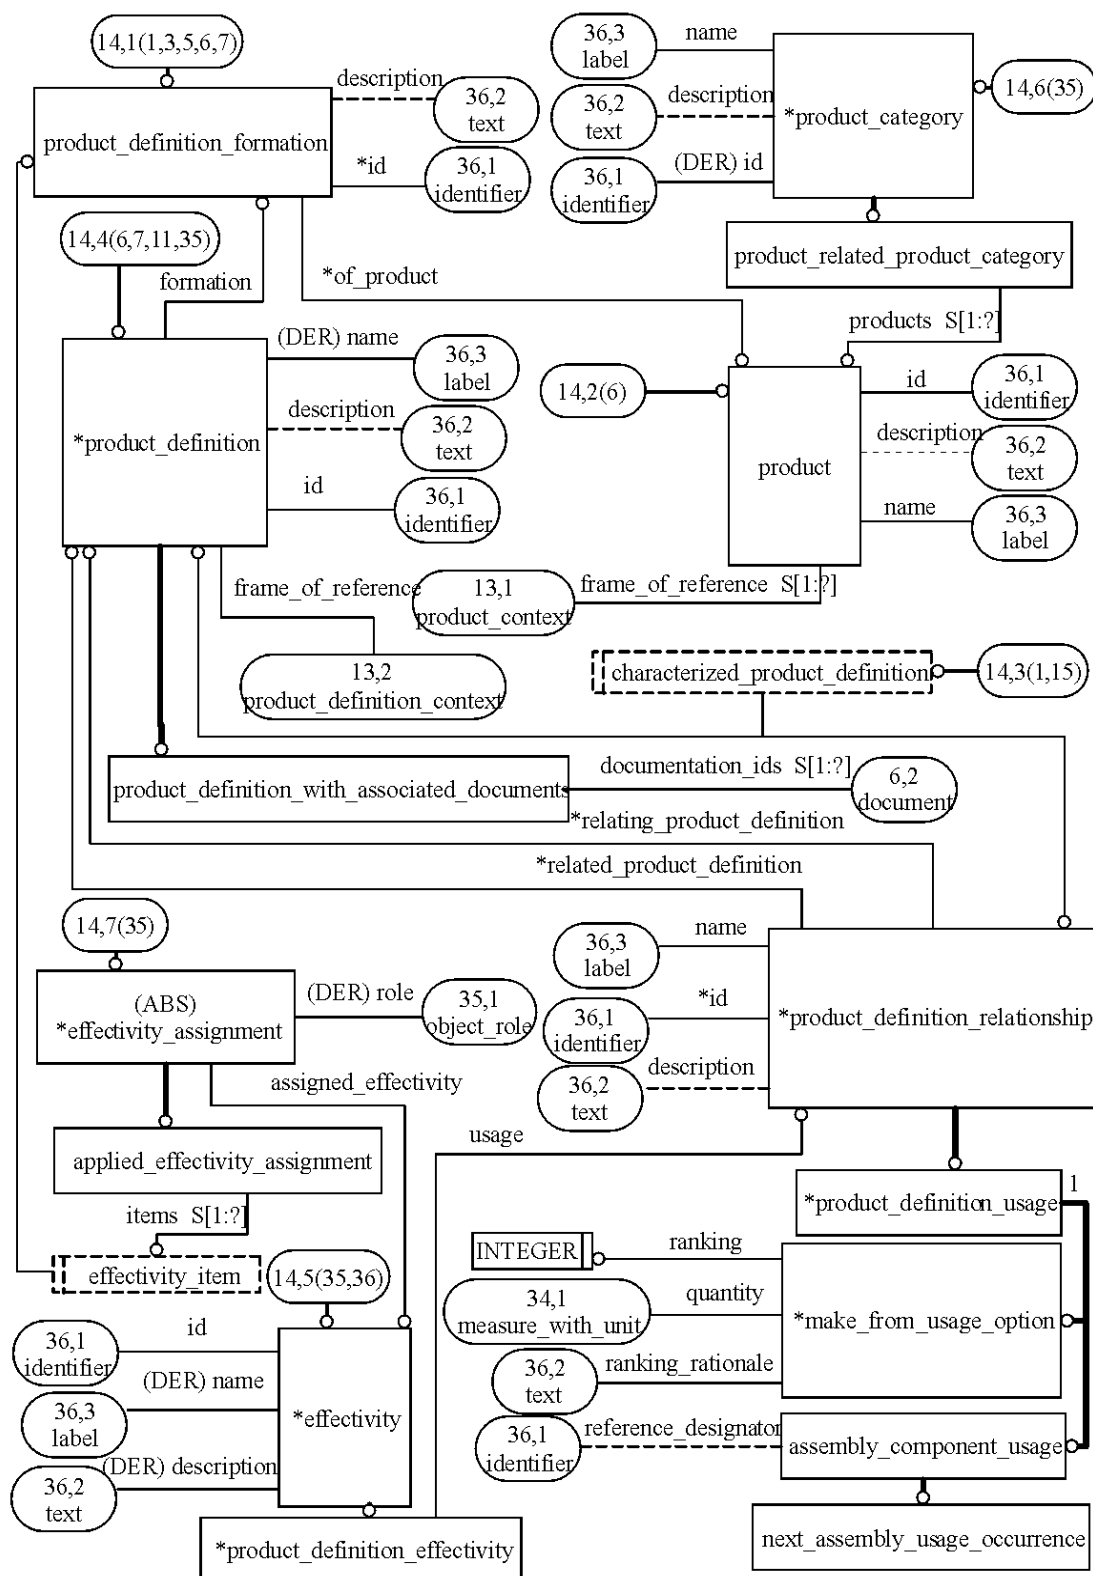 14,1(1,3,5,6,7)
description
36,2
text
product_definition_formation
*id
36,1
identifier
36,3
label
name
36,2
text
description
*product_category
14,6(35)
36,1
identifier
(DER) id
14,4(6,7,11,35)
formation
*of_product
product_related_product_category
products S[1:?]
(DER) name
36,3
label
description
36,2
text
*product_definition
id
36,1
identifier
14,2(6)
product
id
36,1
identifier
description
36,2
text
name
36,3
label
frame_of_reference
13,1
product_context
frame_of_reference S[1:?]
13,2
product_definition_context
characterized_product_definition
14,3(1,15)
product_definition_with_associated_documents
documentation_ids S[1:?]
6,2
document
*relating_product_definition
*related_product_definition
14,7(35)
(ABS)
*effectivity_assignment
(DER) role
35,1
object_role
36,3
label
name
36,1
identifier
*id
36,2
text
description
*product_definition_relationship
assigned_effectivity
applied_effectivity_assignment
usage
items S[1:?]
effectivity_item
14,5(35,36)
*product_definition_usage
1
INTEGER
ranking
34,1
measure_with_unit
quantity
*make_from_usage_option
36,2
text
ranking_rationale
36,1
identifier
reference_designator
assembly_component_usage
next_assembly_usage_occurrence
id
36,1
identifier
(DER) name
36,3
label
*effectivity
(DER) description
36,2
text
*product_definition_effectivity